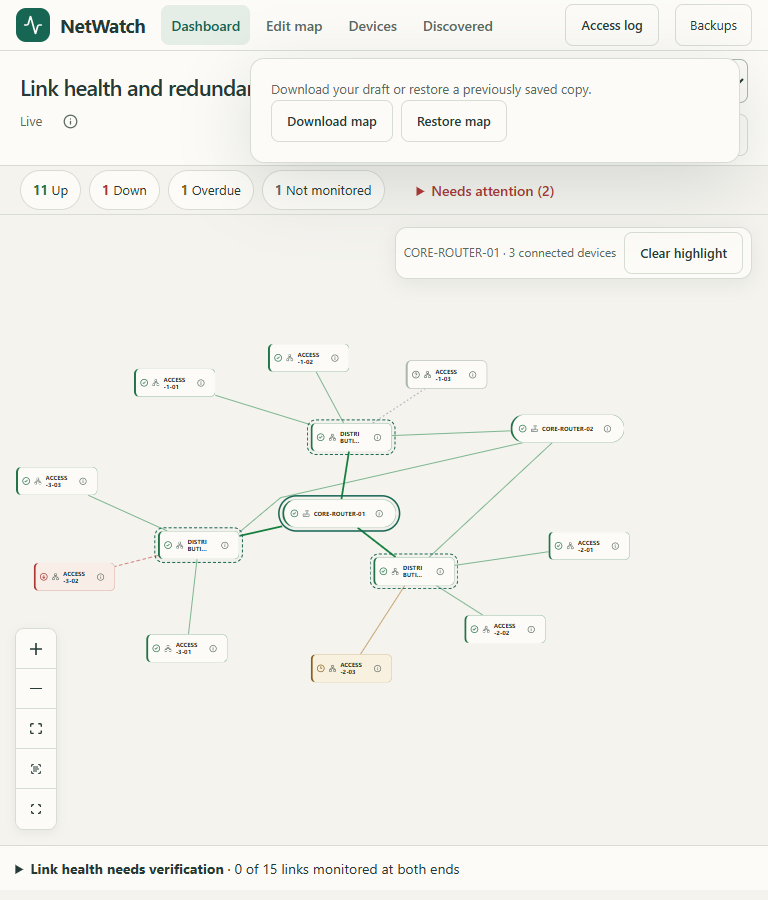 NetWatch
Dashboard
Edit map
Devices
Discovered
Access log
Backups
Link health and redundan
Live
Download your draft or restore a previously saved copy.
Download map
Restore map
11 Up
1 Down
1 Overdue
1 Not monitored
▶ Needs attention (2)
CORE-ROUTER-01 · 3 connected devices
Clear highlight
ACCESS
-1-02
ACCESS
-1-01
ACCESS
-1-03
CORE-ROUTER-02
DISTRI
BUTI...
ACCESS
-3-03
CORE-ROUTER-01
DISTRI
BUTI...
ACCESS
-2-01
DISTRI
BUTI...
ACCESS
-3-02
ACCESS
-2-02
ACCESS
-3-01
ACCESS
-2-03
▶ Link health needs verification · 0 of 15 links monitored at both ends